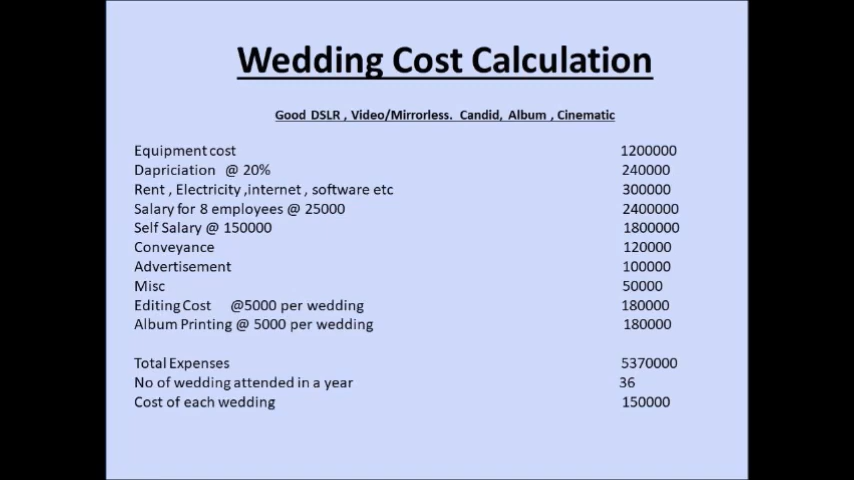 Wedding Cost Calculation
Good DSLR , Video/Mirrorless. Candid, Album , Cinematic
Equipment cost 1200000
Dapriciation @ 20% 240000
Rent , Electricity ,internet , software etc 300000
Salary for 8 employees @ 25000 2400000
Self Salary @ 150000 1800000
Conveyance 120000
Advertisement 100000
Misc 50000
Editing Cost @5000 per wedding 180000
Album Printing @ 5000 per wedding 180000
Total Expenses 5370000
No of wedding attended in a year 36
Cost of each wedding 150000